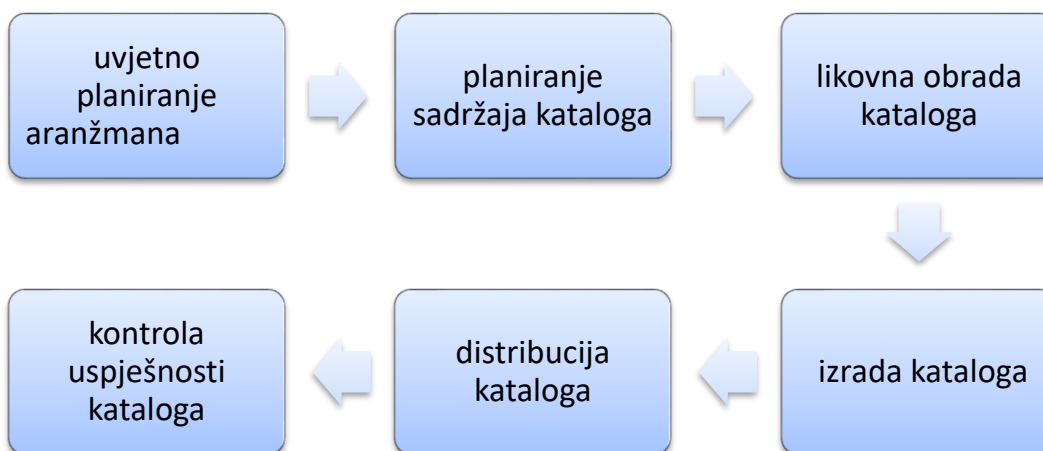 uvjetno
planiranje
aranžmana
planiranje
sadržaja kataloga
likovna obrada
kataloga
izrada kataloga
distribucija
kataloga
kontrola
uspješnosti
kataloga